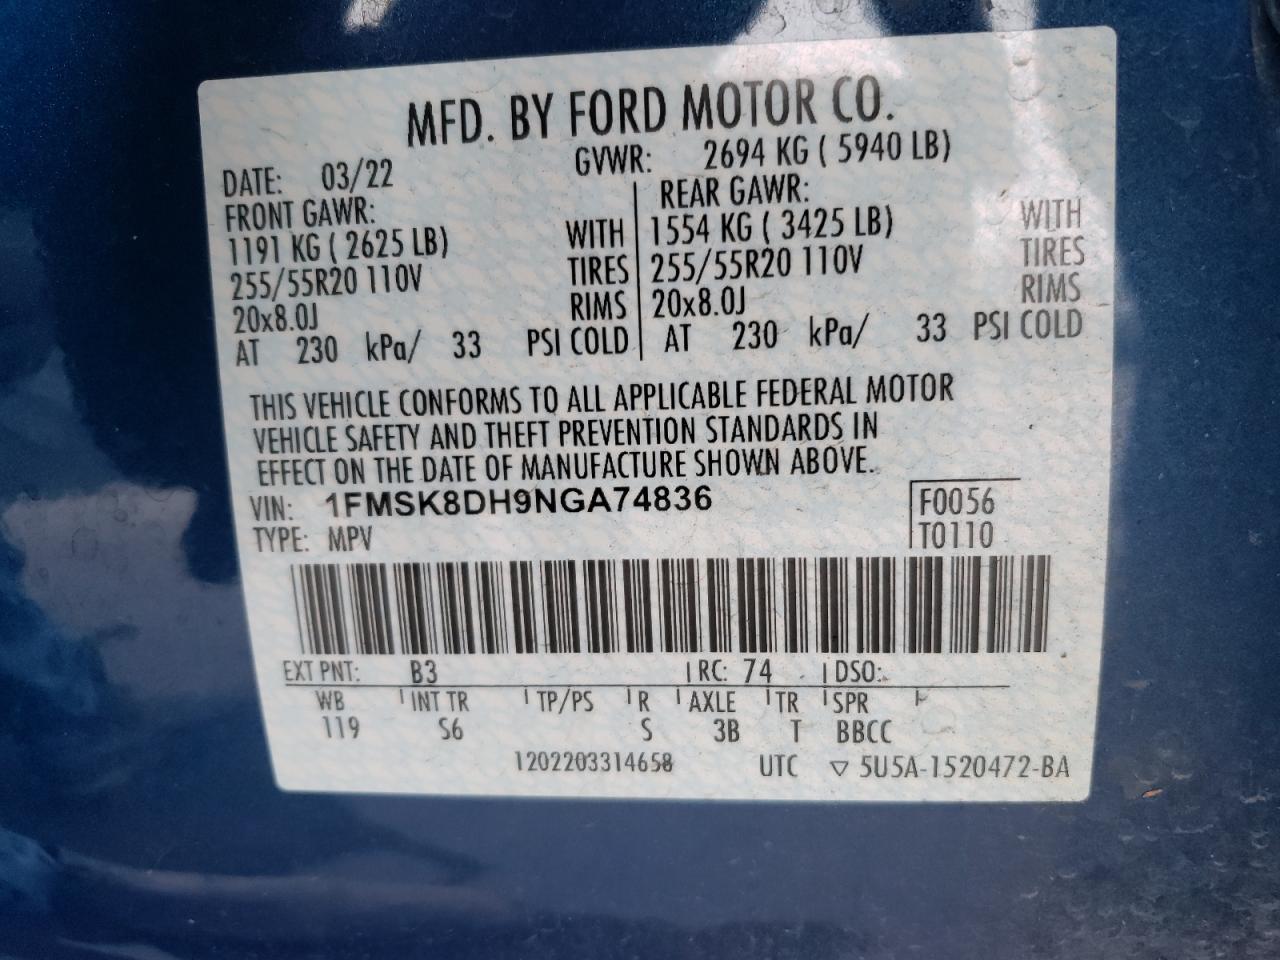 MFD. BY FORD MOTOR CO.
DATE: 03/22 GVWR: 2694 KG ( 5940 LB)
FRONT GAWR: REAR GAWR:
1191 KG ( 2625 LB) WITH 1554 KG ( 3425 LB) WITH
255/55R20 110V TIRES 255/55R20 110V TIRES
20x8.0J RIMS 20x8.0J RIMS
AT 230 kPa/ 33 PSI COLD AT 230 kPa/ 33 PSI COLD
THIS VEHICLE CONFORMS TO ALL APPLICABLE FEDERAL MOTOR
VEHICLE SAFETY AND THEFT PREVENTION STANDARDS IN
EFFECT ON THE DATE OF MANUFACTURE SHOWN ABOVE.
VIN: 1FMSK8DH9NGA74836 F0056
TYPE: MPV T0110
EXT PNT: B3 RC: 74 DSO:
WB INT TR TP/PS R AXLE TR SPR
119 S6 S 3B T BBCC
1202203314658 UTC ▽ 5U5A-1520472-BA